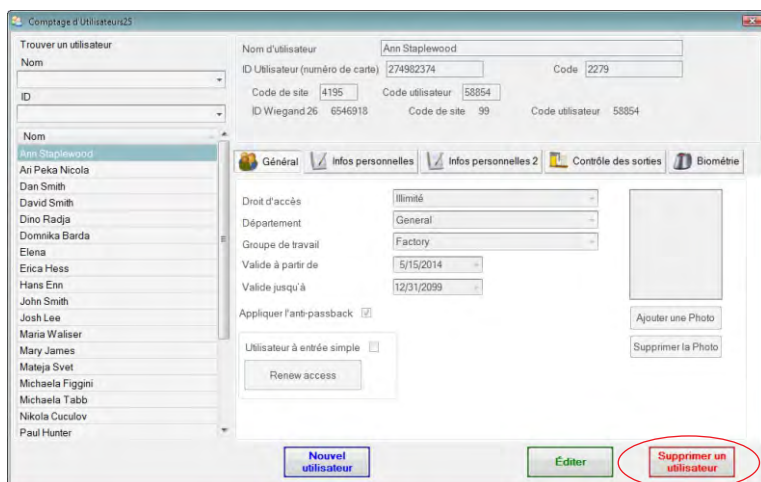 Comptage d Utilisateurs25
Trouver un utilisateur
Nom
ID
Nom
Ann Staplewood
Ari Peka Nicola
Dan Smith
David Smith
Dino Radja
Domnika Barda
Elena
Erica Hess
Hans Enn
John Smith
Josh Lee
Maria Waliser
Mary James
Mateja Svet
Michaela Figgini
Michaela Tabb
Nikola Cuculov
Paul Hunter
Nom d'utilisateur Ann Staplewood
ID Utilisateur (numéro de carte) 274982374 Code 2279
Code de site 4195 Code utilisateur 58854
ID Wiegand 26 6546918 Code de site 99 Code utilisateur 58854
Général Infos personnelles Infos personnelles 2 Contrôle des sorties Biométrie
Droit d'accès Illimité
Département General
Groupe de travail Factory
Valide à partir de 5/15/2014
Valide jusqu'á 12/31/2099
Appliquer l'anti-passback
Utilisateur à entrée simple
Renew access
Ajouter une Photo
Supprimer la Photo
Nouvel
utilisateur
Éditer
Supprimer un
utilisateur